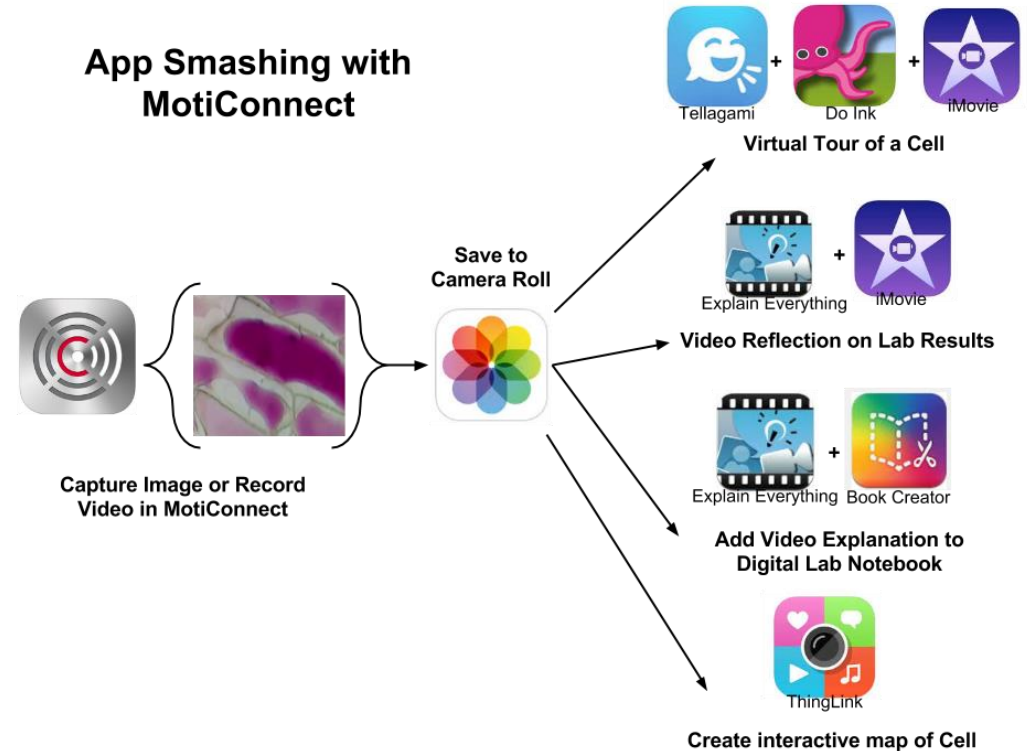 App Smashing with
MotiConnect
Capture Image or Record
Video in MotiConnect
Save to
Camera Roll
Tellagami
+
Do Ink
+
iMovie
Virtual Tour of a Cell
Explain Everything
+
iMovie
Video Reflection on Lab Results
Explain Everything
+
Book Creator
Add Video Explanation to
Digital Lab Notebook
ThingLink
Create interactive map of Cell